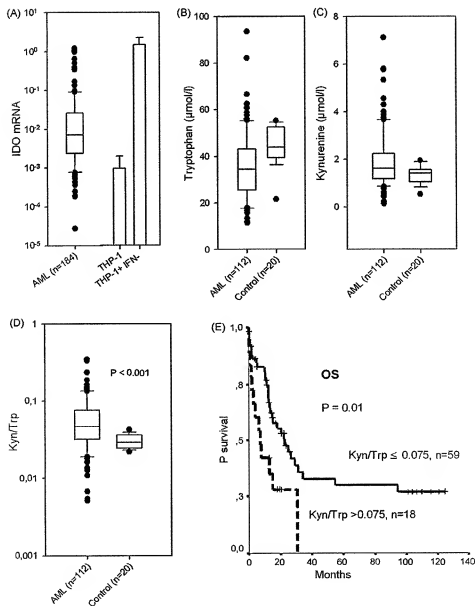 (A)
IDO mRNA
10¹
10⁰
10⁻¹
10⁻²
10⁻³
10⁻⁴
10⁻⁵
AML (n=184)
THP-1
THP-1+ IFN-
(B)
Tryptophan (µmol/l)
100
80
60
40
20
0
AML (n=112)
Control (n=20)
(C)
Kynurenine (µmol/l)
8
6
4
2
0
AML (n=112)
Control (n=20)
(D)
Kyn/Trp
1
0,1
0,01
0,001
P < 0.001
AML (n=112)
Control (n=20)
(E)
P survival
1,0
,8
,5
,3
0,0
OS
P = 0.01
Kyn/Trp ≤ 0.075, n=59
Kyn/Trp >0.075, n=18
0 20 40 60 80 100 120 140
Months